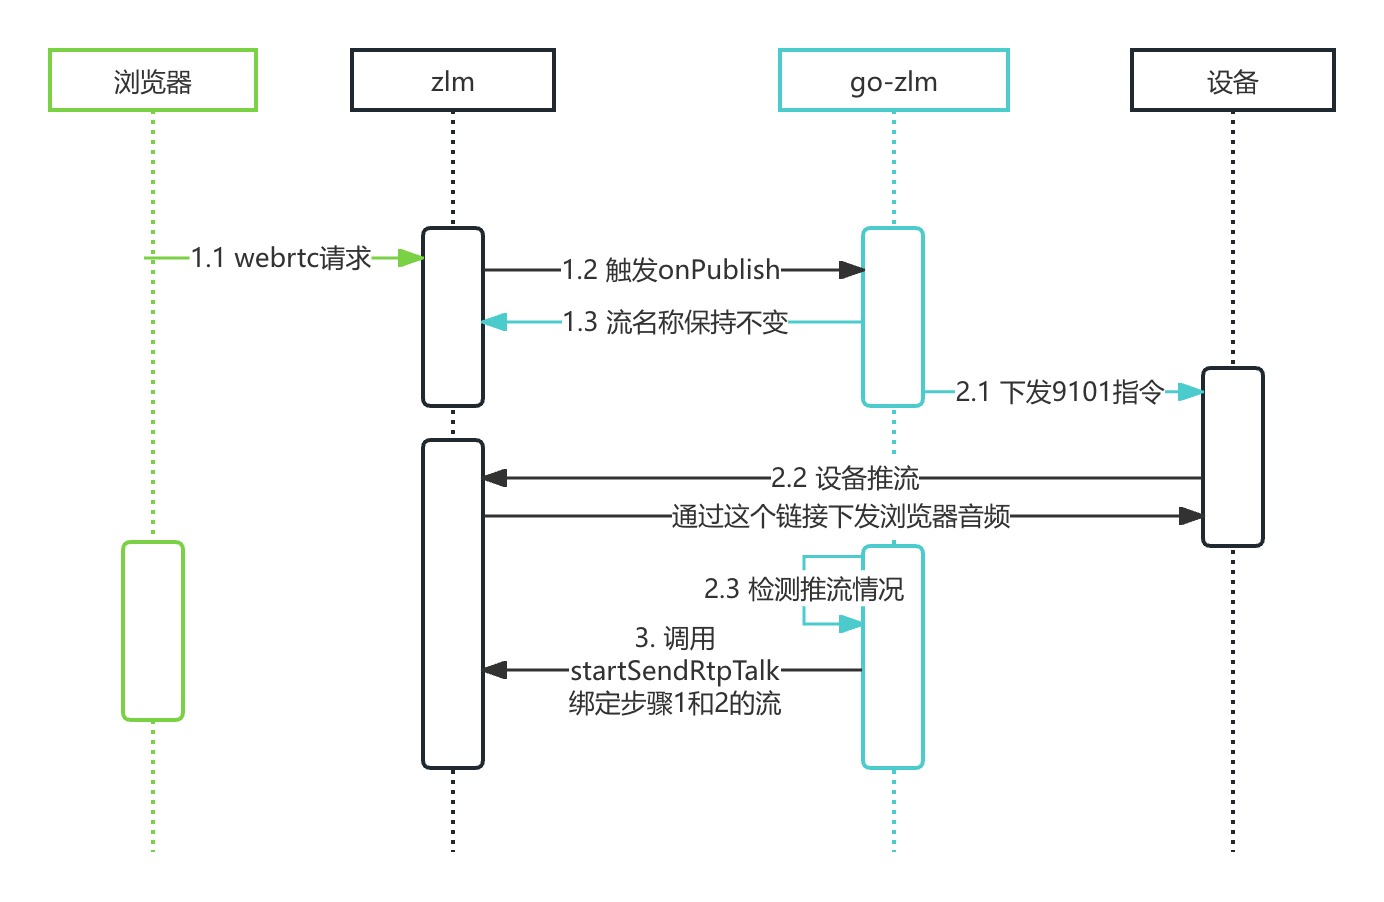 浏览器
zlm
go-zlm
设备
1.1 webrtc请求
1.2 触发onPublish
1.3 流名称保持不变
2.1 下发9101指令
2.2 设备推流
通过这个链接下发浏览器音频
2.3 检测推流情况
3. 调用
startSendRtpTalk
绑定步骤1和2的流